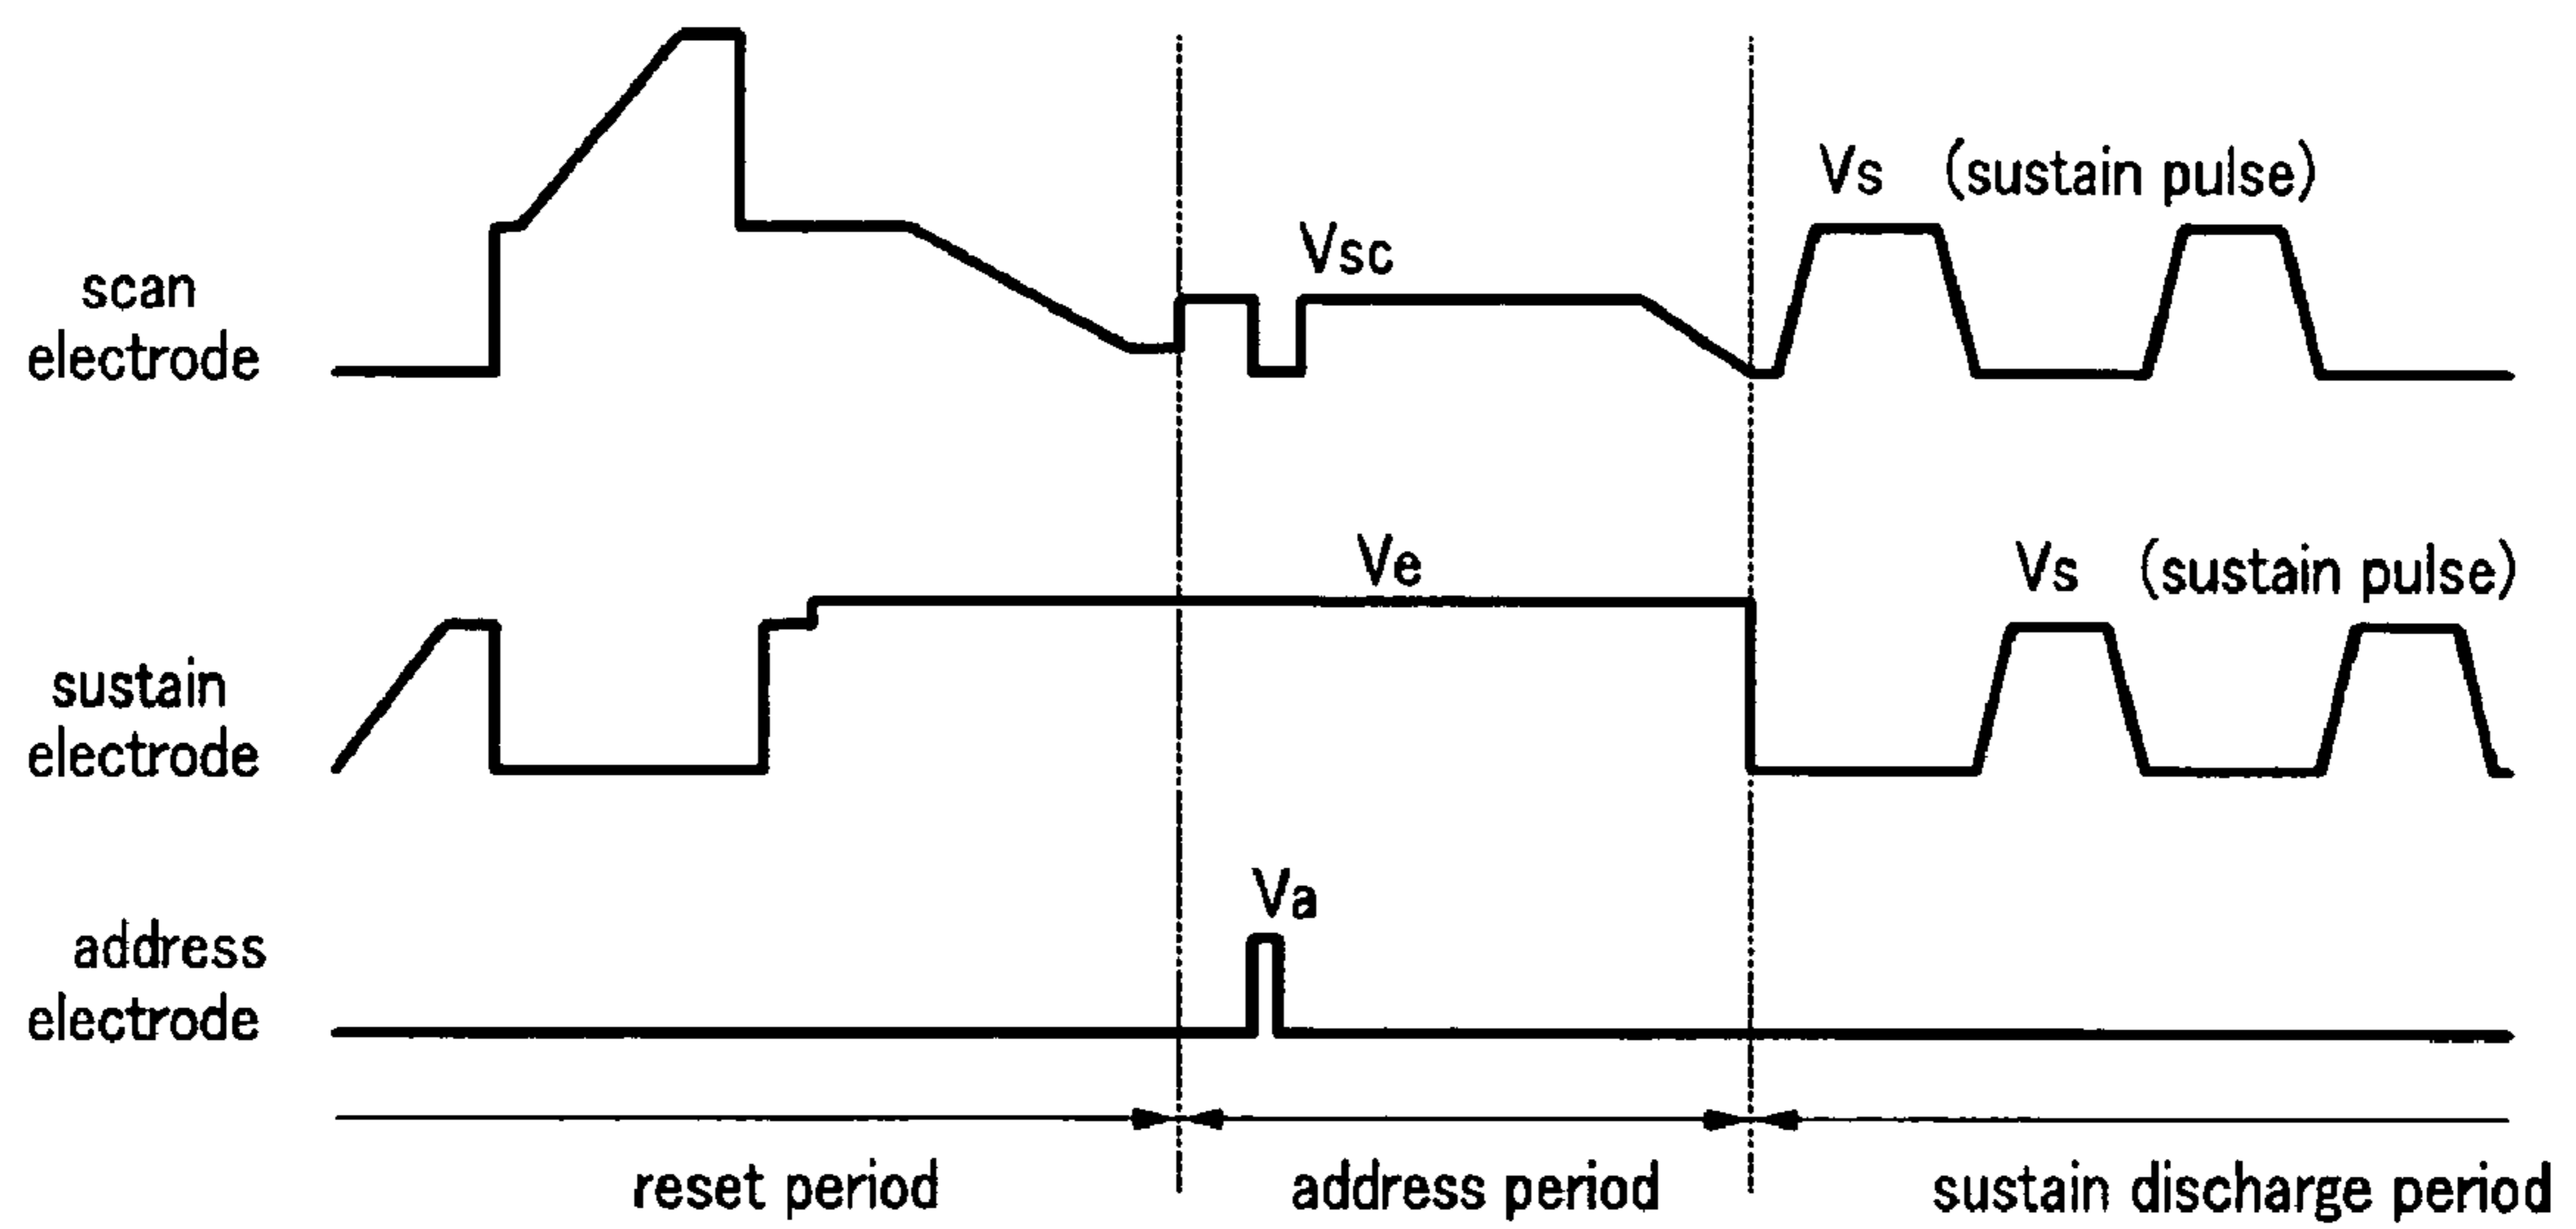 Vs (sustain pulse)
Vsc
scan
electrode
Ve
Vs (sustain pulse)
sustain
electrode
Va
address
electrode
reset period
address period
sustain discharge period